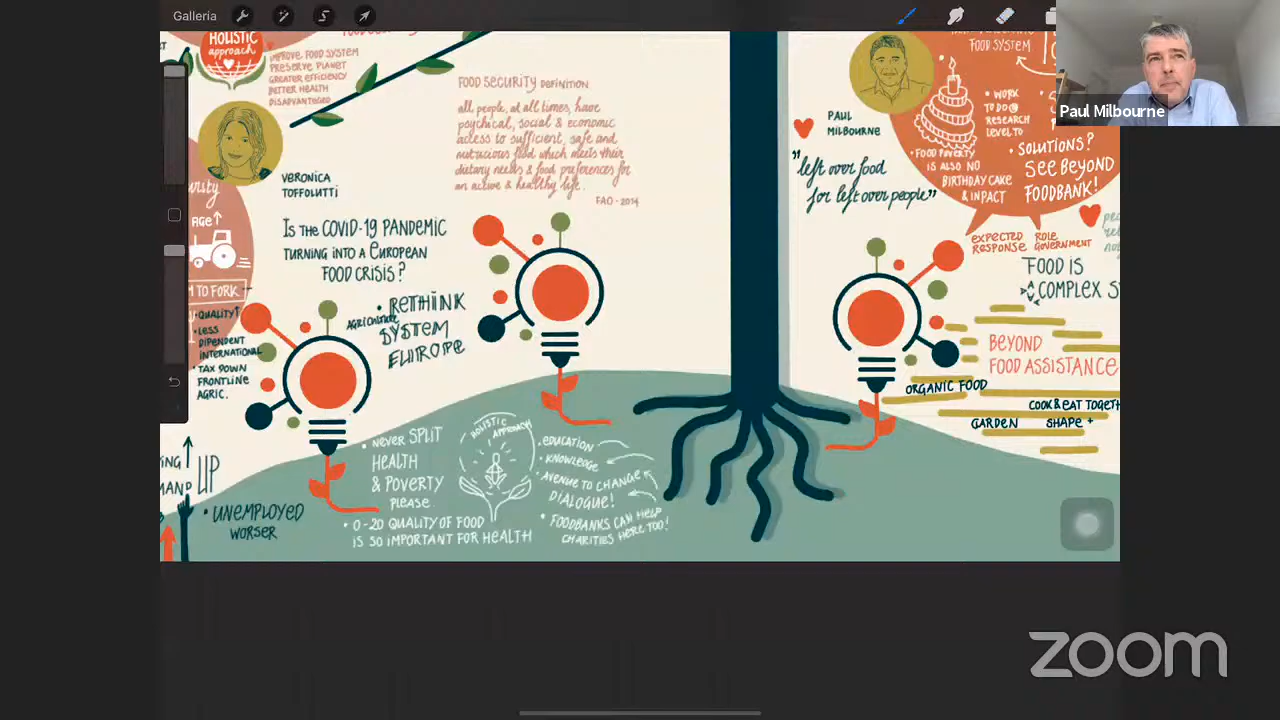 Galleria
HOLISTIC
approach
IMPROVE FOOD SYSTEM
PRESERVE PLANET
GREATER EFFICIENCY
BETTER HEALTH
DISADVANTAGED
VERONICA
TOFFOLUTTI
IS THE COVID-19 PANDEMIC
TURNING INTO A EUROPEAN
FOOD CRISIS?
• RETHINK
AGRICULTURE
SYSTEM
EUROPE
AGE↑
M TO FORK
• QUALITY↑
• LESS
DIPENDENT
INTERNATIONAL
• TAX DOWN
FRONTLINE
AGRIC.
UP
• UNEMPLOYED
WORSER
FOOD SECURITY DEFINITION
all people, at all times, have
psychical, social & economic
access to sufficient, safe and
nutricious food which meets their
dietary needs & food preferences for
an active & healthy life.
FAO - 2014
• NEVER SPLIT
HEALTH
& POVERTY
PLEASE
• 0-20 QUALITY OF FOOD
IS SO IMPORTANT FOR HEALTH
HOLISTIC
APPROACH
• EDUCATION
• KNOWLEDGE
• AVENUE TO CHANGE
DIALOGUE!
• FOODBANKS CAN HELP
CHARITIES HERE TOO!
PAUL
MILBOURNE
"left over food
for left over people"
FOOD SYSTEM
• WORK
TO DO @
RESEARCH
LEVEL TO
• FOOD POVERTY
IS ALSO NO
BIRTHDAY CAKE
& IMPACT
• SOLUTIONS?
SEE BEYOND
FOODBANK!
EXPECTED
RESPONSE
ROLE
GOVERNMENT
"FOOD IS
COMPLEX S
BEYOND
FOOD ASSISTANCE
ORGANIC FOOD
COOK & EAT TOGETH
GARDEN
SHAPE +
Paul Milbourne
zoom